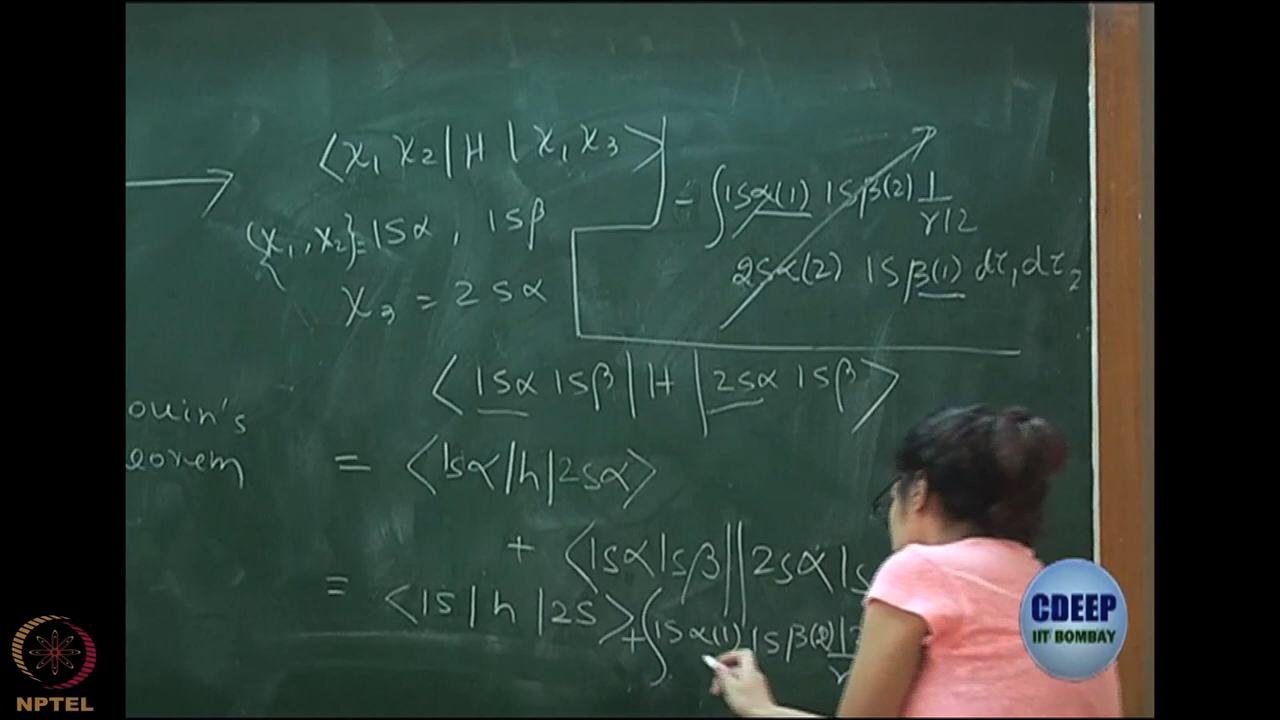 ⟨χ₁ χ₂ | H | χ₁ χ₃⟩
{χ₁, χ₂} = 1sα, 1sβ
χ₃ = 2sα
- ∫ 1sα(1) 1sβ(2) 1/r12
2sα(2) 1sβ(1) dτ₁ dτ₂
⟨1sα 1sβ | H | 2sα 1sβ⟩
= ⟨1sα | h | 2sα⟩
+ ⟨1sα 1sβ || 2sα 1s
= ⟨1s | h | 2s⟩ + ∫ 1sα(1) 1sβ(2)
NPTEL
CDEEP
IIT BOMBAY